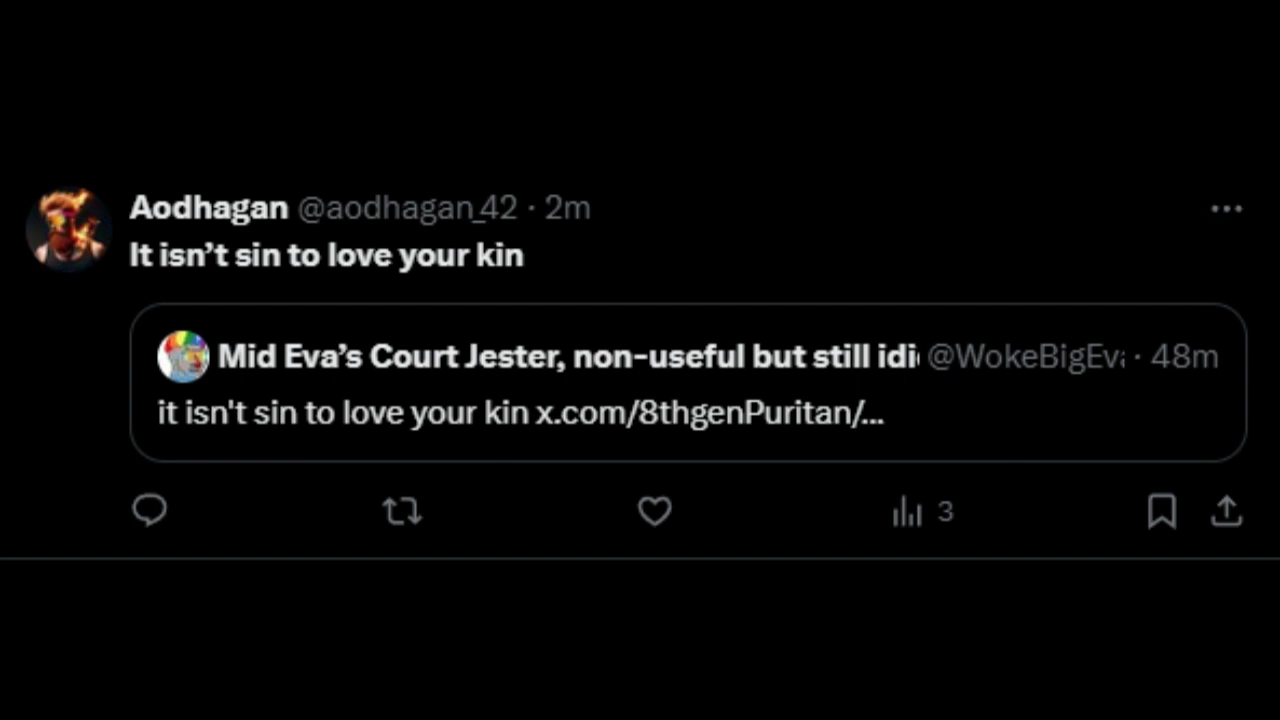 Aodhagan @aodhagan_42 · 2m
It isn’t sin to love your kin
Mid Eva’s Court Jester, non-useful but still idi @WokeBigEva · 48m
it isn't sin to love your kin x.com/8thgenPuritan/...
3